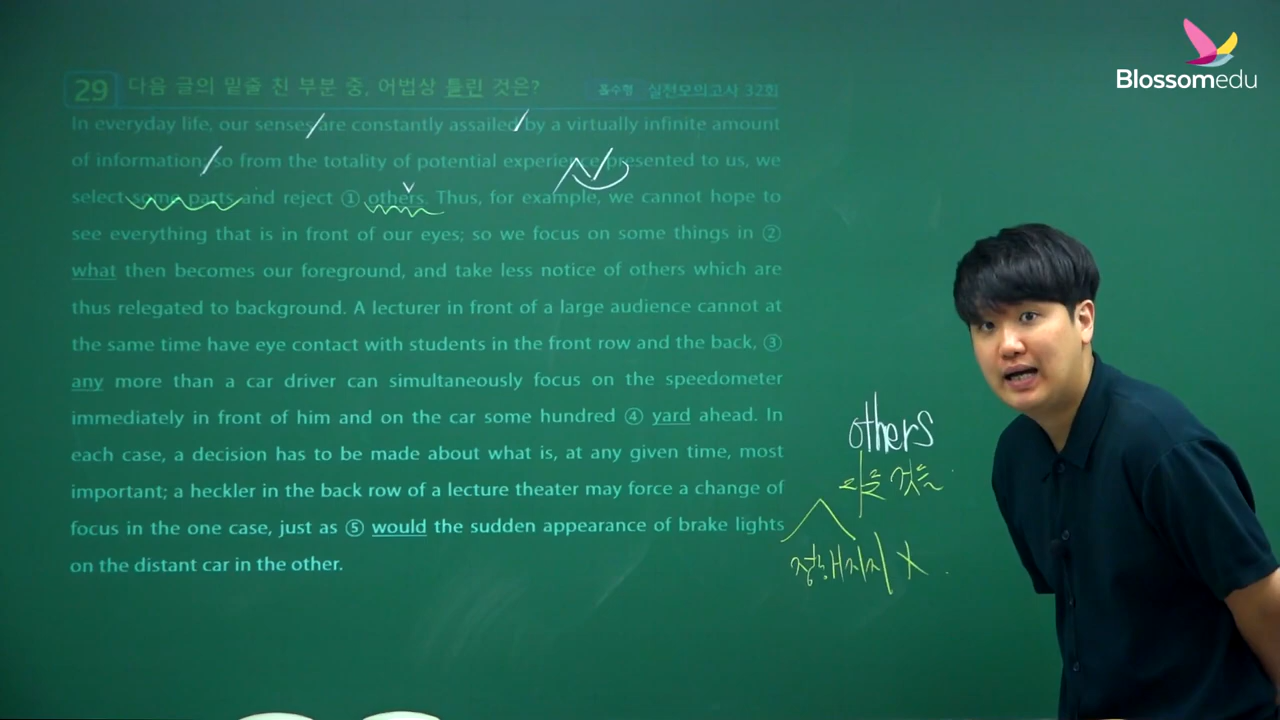 Blossomedu
29 다음 글의 밑줄 친 부분 중, 어법상 틀린 것은? 홀수형 실전모의고사 32회
In everyday life, our senses are constantly assailed by a virtually infinite amount
of information, so from the totality of potential experience presented to us, we
select some parts and reject ① others. Thus, for example, we cannot hope to
see everything that is in front of our eyes; so we focus on some things in ②
what then becomes our foreground, and take less notice of others which are
thus relegated to background. A lecturer in front of a large audience cannot at
the same time have eye contact with students in the front row and the back, ③
any more than a car driver can simultaneously focus on the speedometer
immediately in front of him and on the car some hundred ④ yard ahead. In
each case, a decision has to be made about what is, at any given time, most
important; a heckler in the back row of a lecture theater may force a change of
focus in the one case, just as ⑤ would the sudden appearance of brake lights
on the distant car in the other.
others
다른 것들
정해지지 X